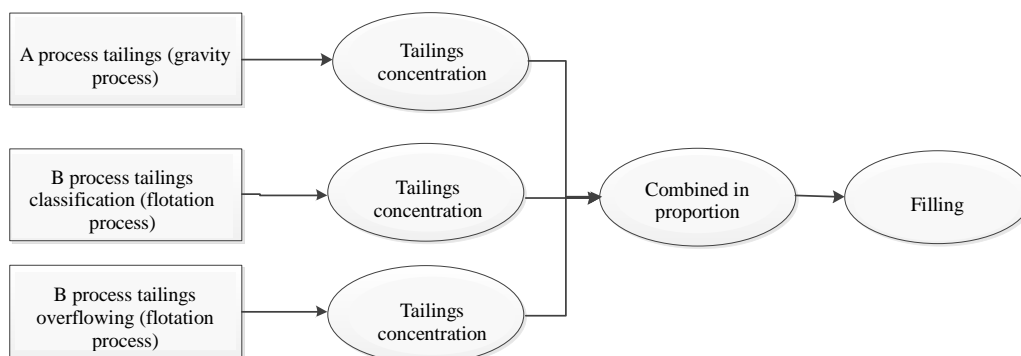 A process tailings (gravity
process)
Tailings
concentration
B process tailings
classification (flotation
process)
Tailings
concentration
Combined in
proportion
Filling
B process tailings
overflowing (flotation
process)
Tailings
concentration